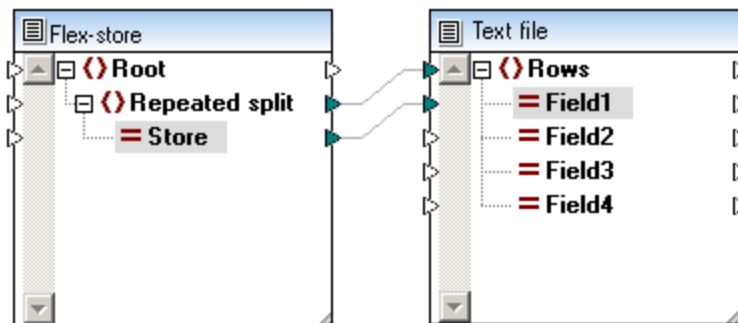 Flex-store
Root
Repeated split
Store
Text file
Rows
Field1
Field2
Field3
Field4